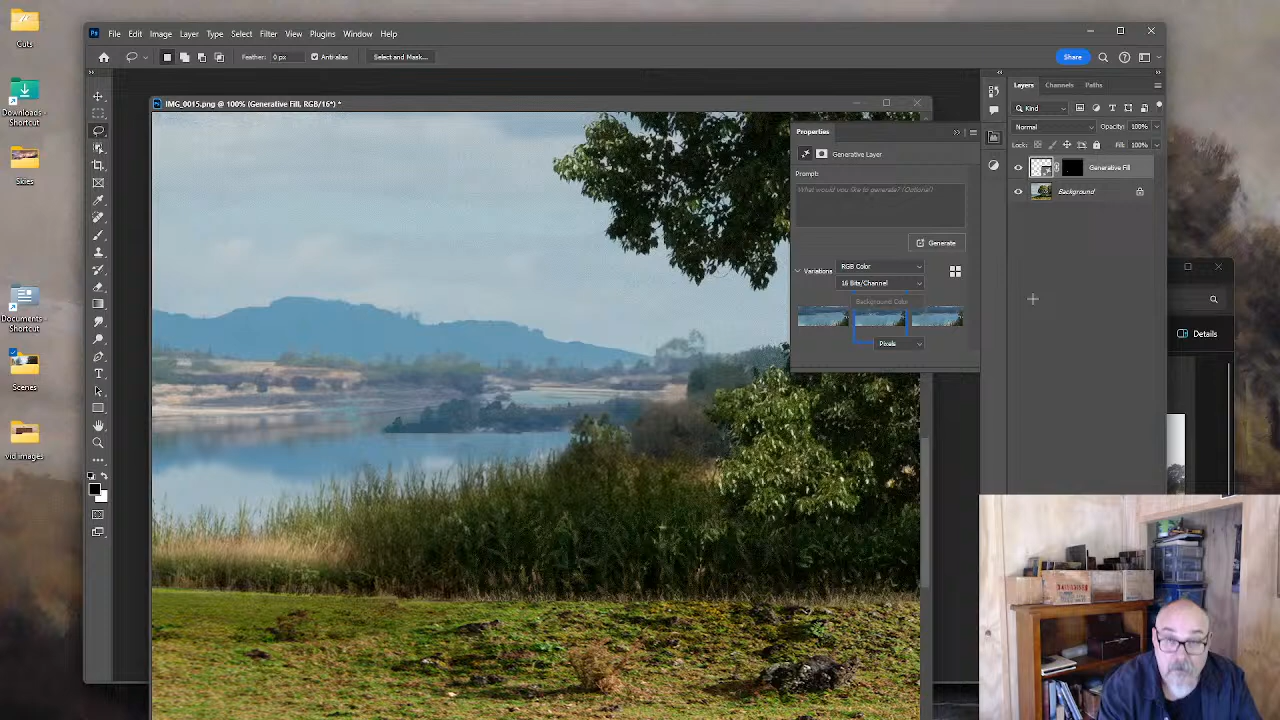 Cuts
Downloads -
Shortcut
Skies
Documents -
Shortcut
Scenes
vid images
Ps File Edit Image Layer Type Select Filter View Plugins Window Help
Feather: 0 px Anti-alias Select and Mask... Share
IMG_0015.png @ 100% (Generative Fill, RGB/16*) *
Properties
Generative Layer
Prompt:
What would you like to generate? (Optional)
Generate
Variations RGB Color
16 Bits/Channel
Background Color
Pixels
Layers Channels Paths
Kind
Normal Opacity: 100%
Lock: Fill: 100%
Generative Fill
Background
Details